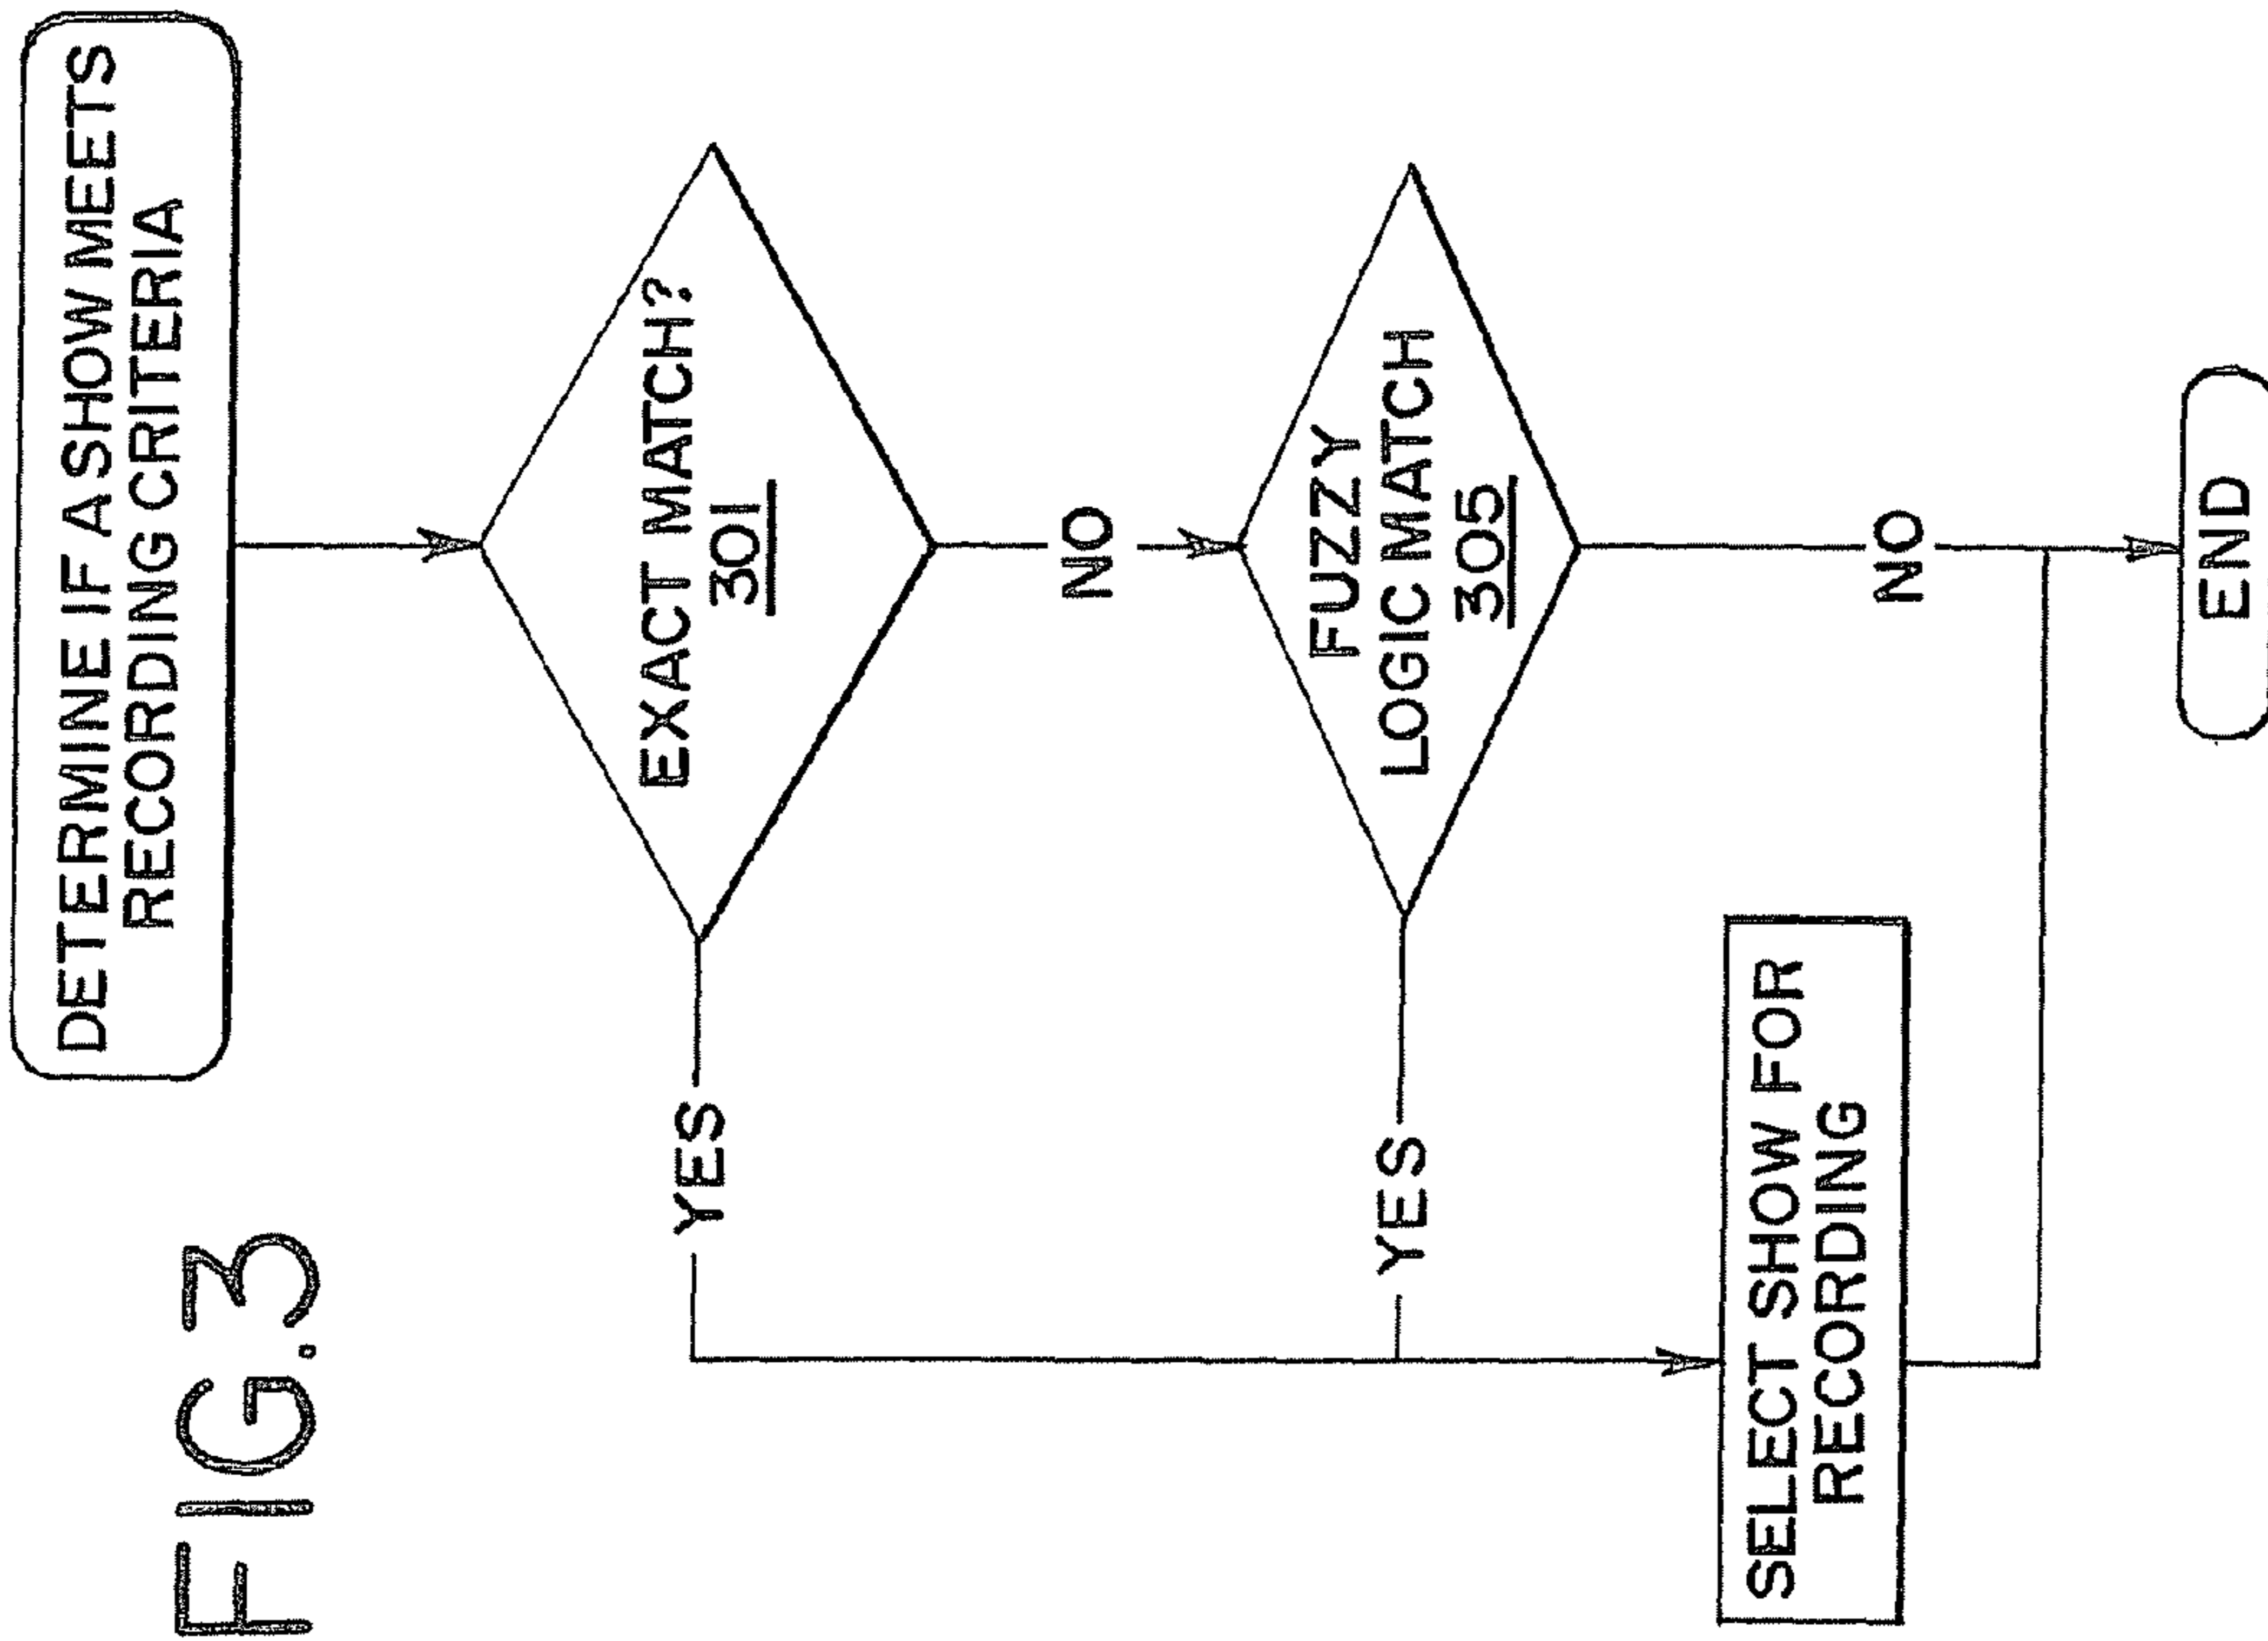 FIG.3
DETERMINE IF A SHOW MEETS
RECORDING CRITERIA
EXACT MATCH?
301
YES
NO
FUZZY
LOGIC MATCH
305
YES
NO
SELECT SHOW FOR
RECORDING
END